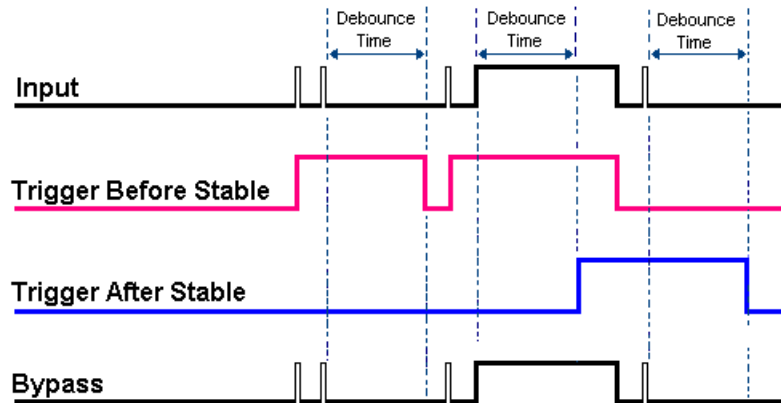 Debounce
Time
Debounce
Time
Debounce
Time
Input
Trigger Before Stable
Trigger After Stable
Bypass